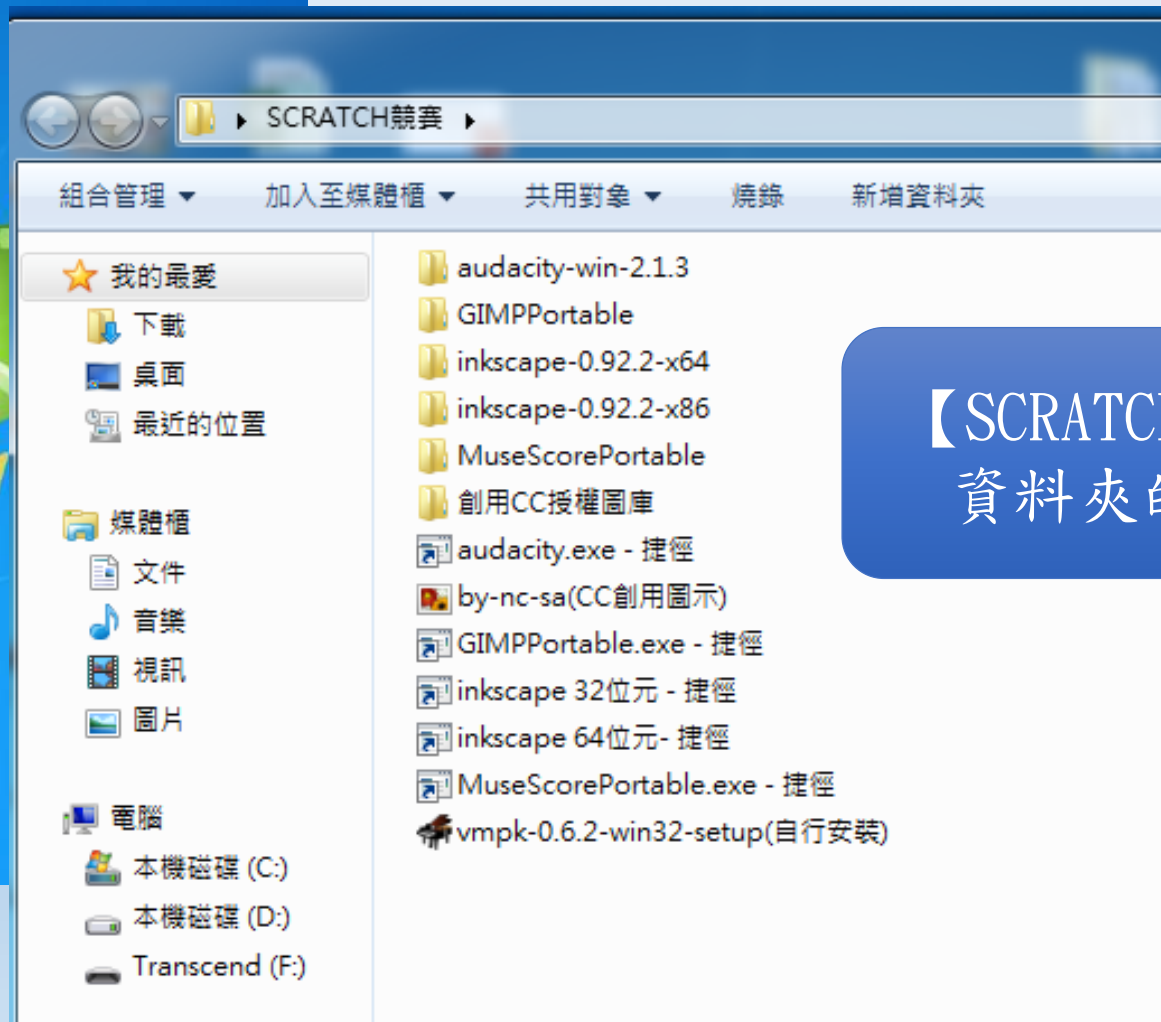 SCRATCH競賽
組合管理 加入至媒體櫃 共用對象 燒錄 新增資料夾
我的最愛
下載
桌面
最近的位置
媒體櫃
文件
音樂
視訊
圖片
電腦
本機磁碟 (C:)
本機磁碟 (D:)
Transcend (F:)
audacity-win-2.1.3
GIMPPortable
inkscape-0.92.2-x64
inkscape-0.92.2-x86
MuseScorePortable
創用CC授權圖庫
audacity.exe - 捷徑
by-nc-sa(CC創用圖示)
GIMPPortable.exe - 捷徑
inkscape 32位元 - 捷徑
inkscape 64位元- 捷徑
MuseScorePortable.exe - 捷徑
vmpk-0.6.2-win32-setup(自行安裝)
【SCRATCH
資料夾的